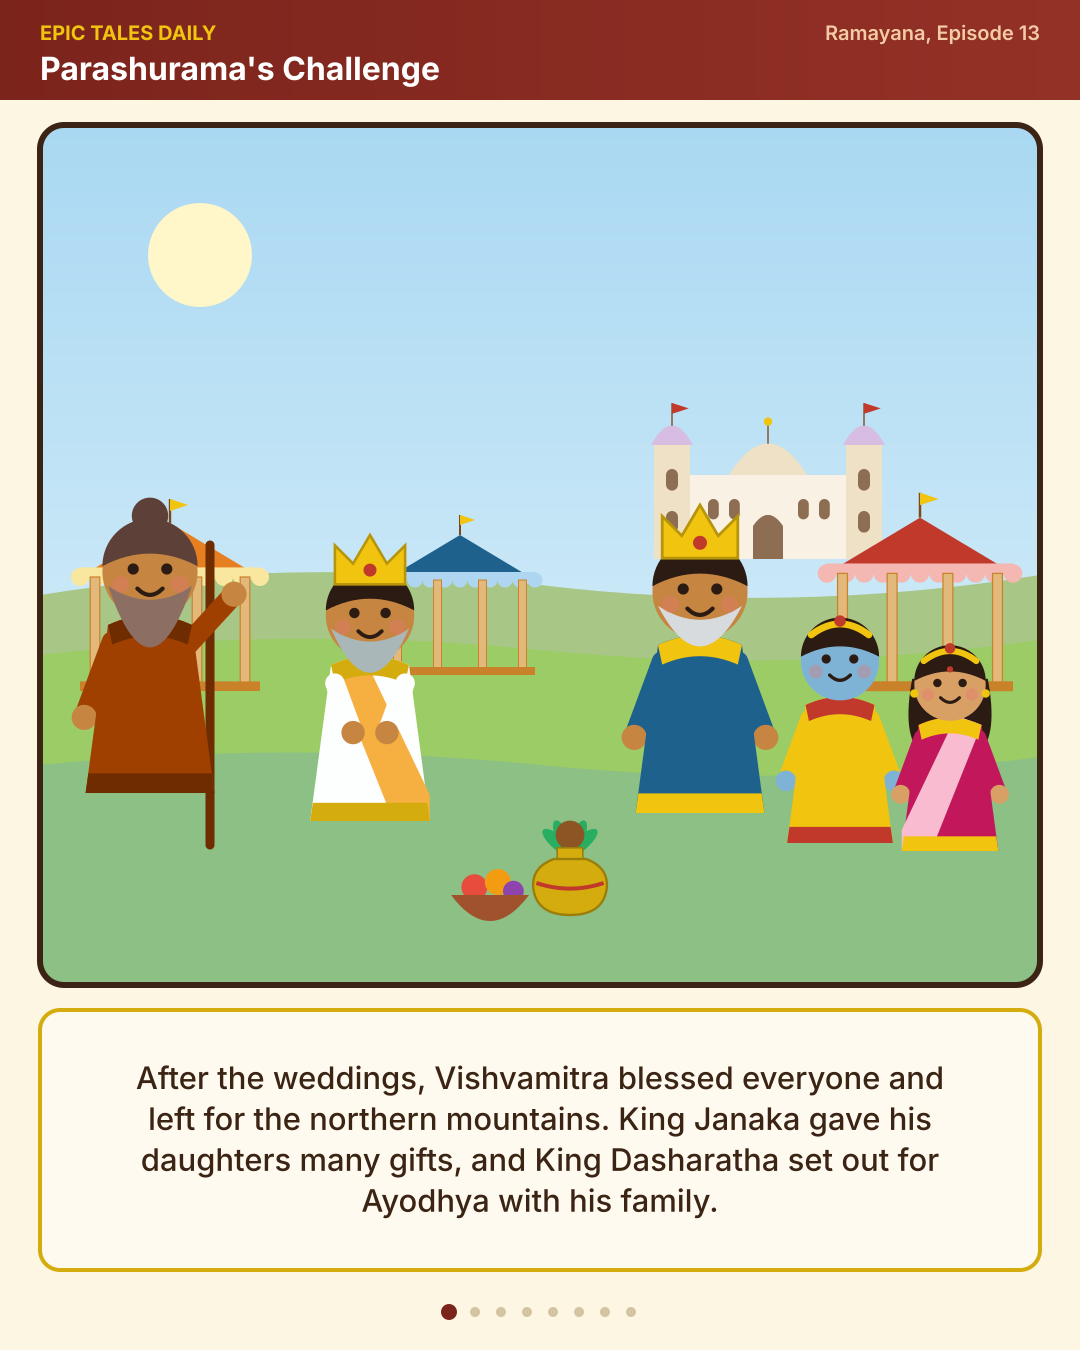 EPIC TALES DAILY
Ramayana, Episode 13
Parashurama's Challenge
After the weddings, Vishvamitra blessed everyone and
left for the northern mountains. King Janaka gave his
daughters many gifts, and King Dasharatha set out for
Ayodhya with his family.